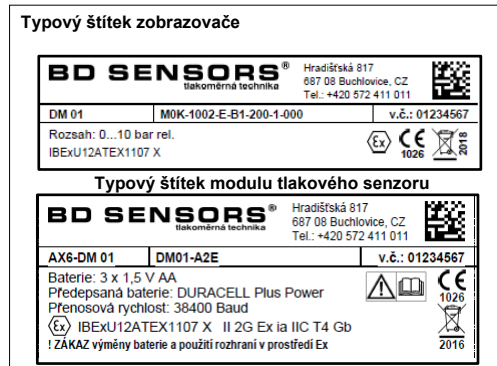 Typový štítek zobrazovače
BD SENSORS®
tlakoměrná technika
Hradišťská 817
687 08 Buchlovice, CZ
Tel.: +420 572 411 011
DM 01 M0K-1002-E-B1-200-1-000 v.č.: 01234567
Rozsah: 0...10 bar rel.
IBExU12ATEX1107 X
Ex CE 1026 2018
Typový štítek modulu tlakového senzoru
BD SENSORS®
tlakoměrná technika
Hradišťská 817
687 08 Buchlovice, CZ
Tel.: +420 572 411 011
AX6-DM 01 DM01-A2E v.č.: 01234567
Baterie: 3 x 1,5 V AA
Předepsaná baterie: DURACELL Plus Power
Přenosová rychlost: 38400 Baud
Ex IBExU12ATEX1107 X II 2G Ex ia IIC T4 Gb
! ZÁKAZ výměny baterie a použití rozhraní v prostředí Ex
CE 1026
2016